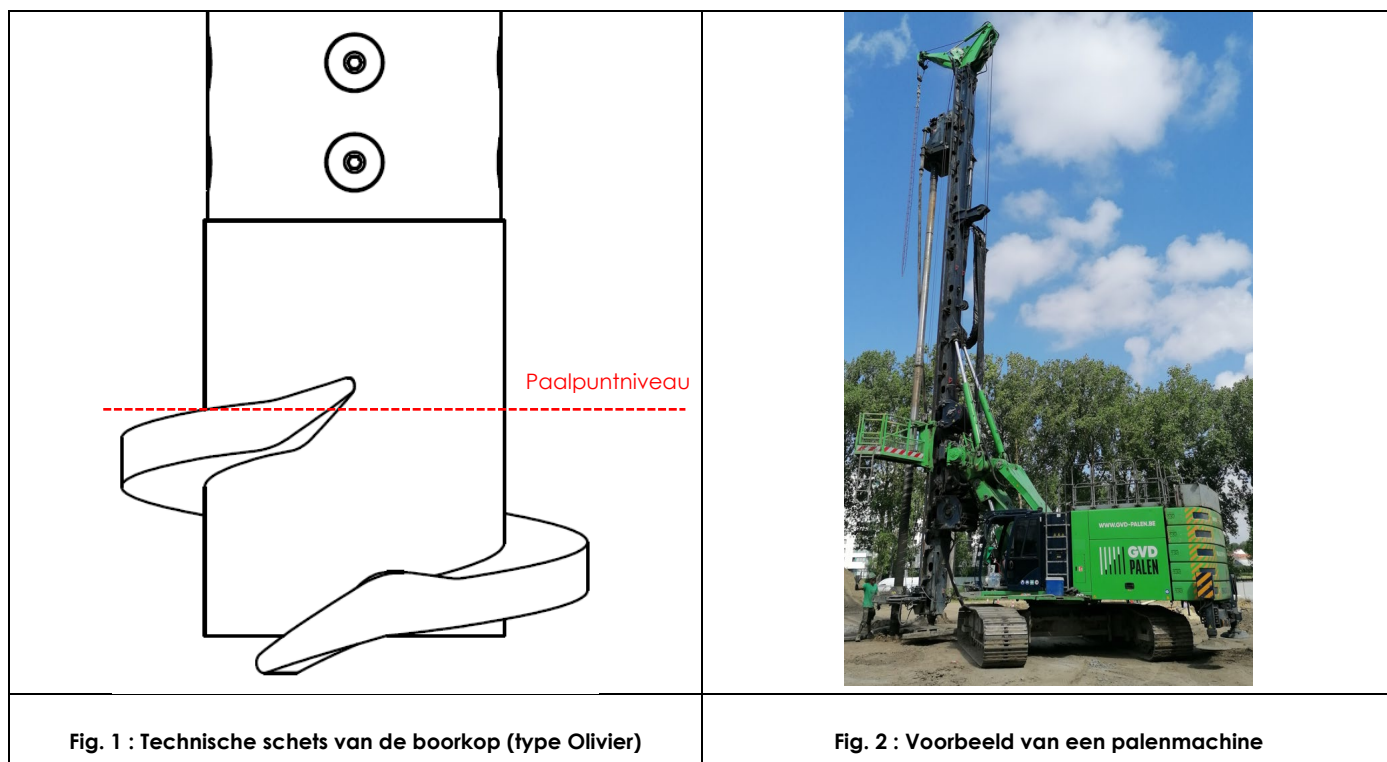 Paalpuntniveau
WWW.GVD-PALEN.BE
GVD
PALEN
Fig. 1 : Technische schets van de boorkop (type Olivier)
Fig. 2 : Voorbeeld van een palenmachine